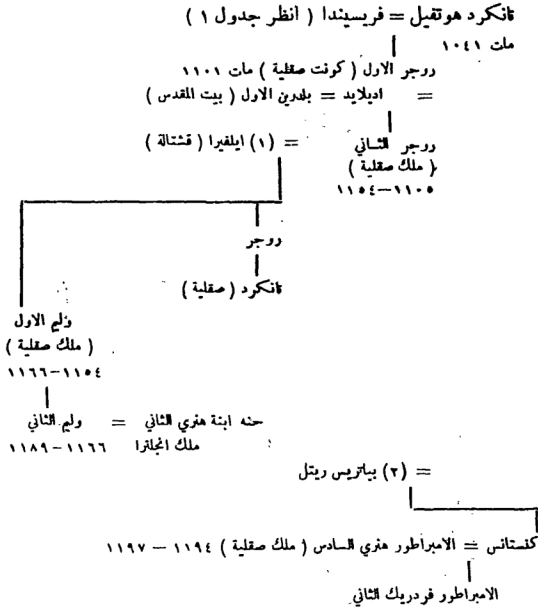 تانكرد هوتفيل = فريسيندا ( أنظر جدول ١ )
مات ١٠٤١
روجر الاول ( كونت صقلية ) مات ١١٠١
= اديلايد = بلدرين الاول ( بيت المقدس )
روجر الثاني = (١) ايلفيرا ( قشتالة )
( ملك صقلية )
١١٠٥–١١٥٤
روجر
تانكرد ( صقلية )
وليم الاول
( ملك صقلية )
١١٥٤–١١٦٦
حنه ابنة هنري الثاني = وليم الثاني
ملك انجلترا ١١٦٦–١١٨٩
= (٢) بياتريس ريتل
كنستانس = الامبراطور هنري السادس ( ملك صقلية ) ١١٩٤ – ١١٩٧
الامبراطور فردريك الثاني